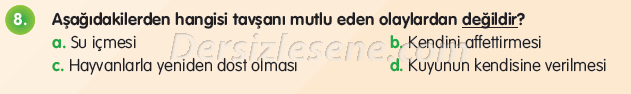 8. Aşağıdakilerden hangisi tavşanı mutlu eden olaylardan değildir?
a. Su içmesi b. Kendini affettirmesi
c. Hayvanlarla yeniden dost olması d. Kuyunun kendisine verilmesi
Dersizlesene.com